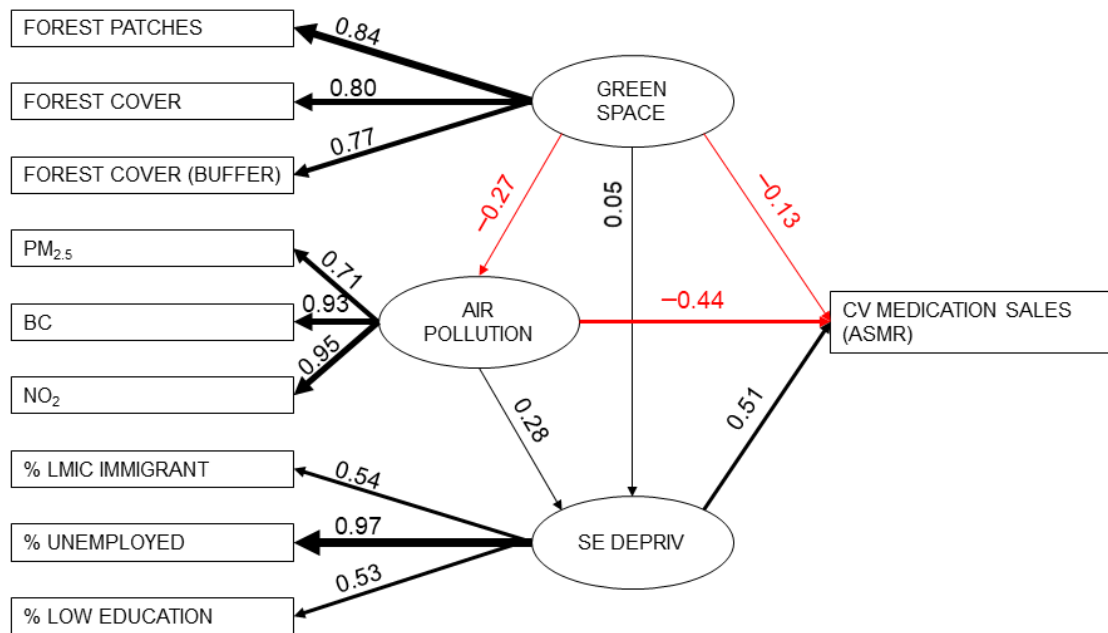 FOREST PATCHES
0.84
GREEN
SPACE
FOREST COVER
0.80
FOREST COVER (BUFFER)
0.77
−0.27
0.05
−0.13
PM2.5
0.71
BC
0.93
AIR
POLLUTION
−0.44
CV MEDICATION SALES
(ASMR)
NO2
0.95
0.28
0.51
% LMIC IMMIGRANT
0.54
% UNEMPLOYED
0.97
SE DEPRIV
% LOW EDUCATION
0.53